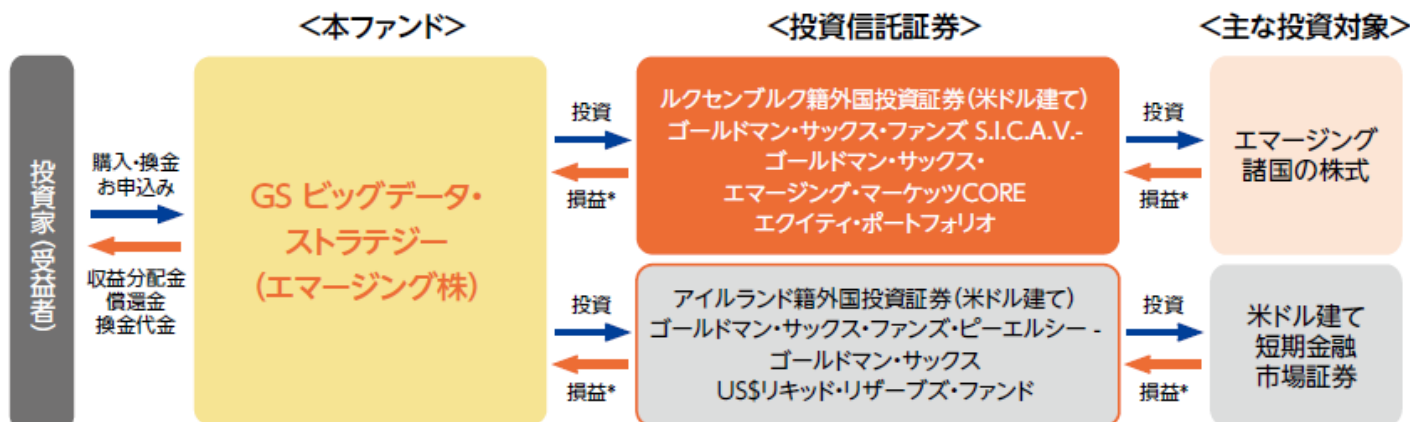 <本ファンド>
<投資信託証券>
<主な投資対象>
投資家(受益者)
購入・換金
お申込み
収益分配金
償還金
換金代金
GS ビッグデータ・
ストラテジー
(エマージング株)
投資
損益*
ルクセンブルク籍外国投資証券(米ドル建て)
ゴールドマン・サックス・ファンズ S.I.C.A.V.-
ゴールドマン・サックス・
エマージング・マーケッツCORE
エクイティ・ポートフォリオ
投資
損益*
エマージング
諸国の株式
投資
損益*
アイルランド籍外国投資証券(米ドル建て)
ゴールドマン・サックス・ファンズ・ピーエルシー -
ゴールドマン・サックス
US$リキッド・リザーブズ・ファンド
投資
損益*
米ドル建て
短期金融
市場証券